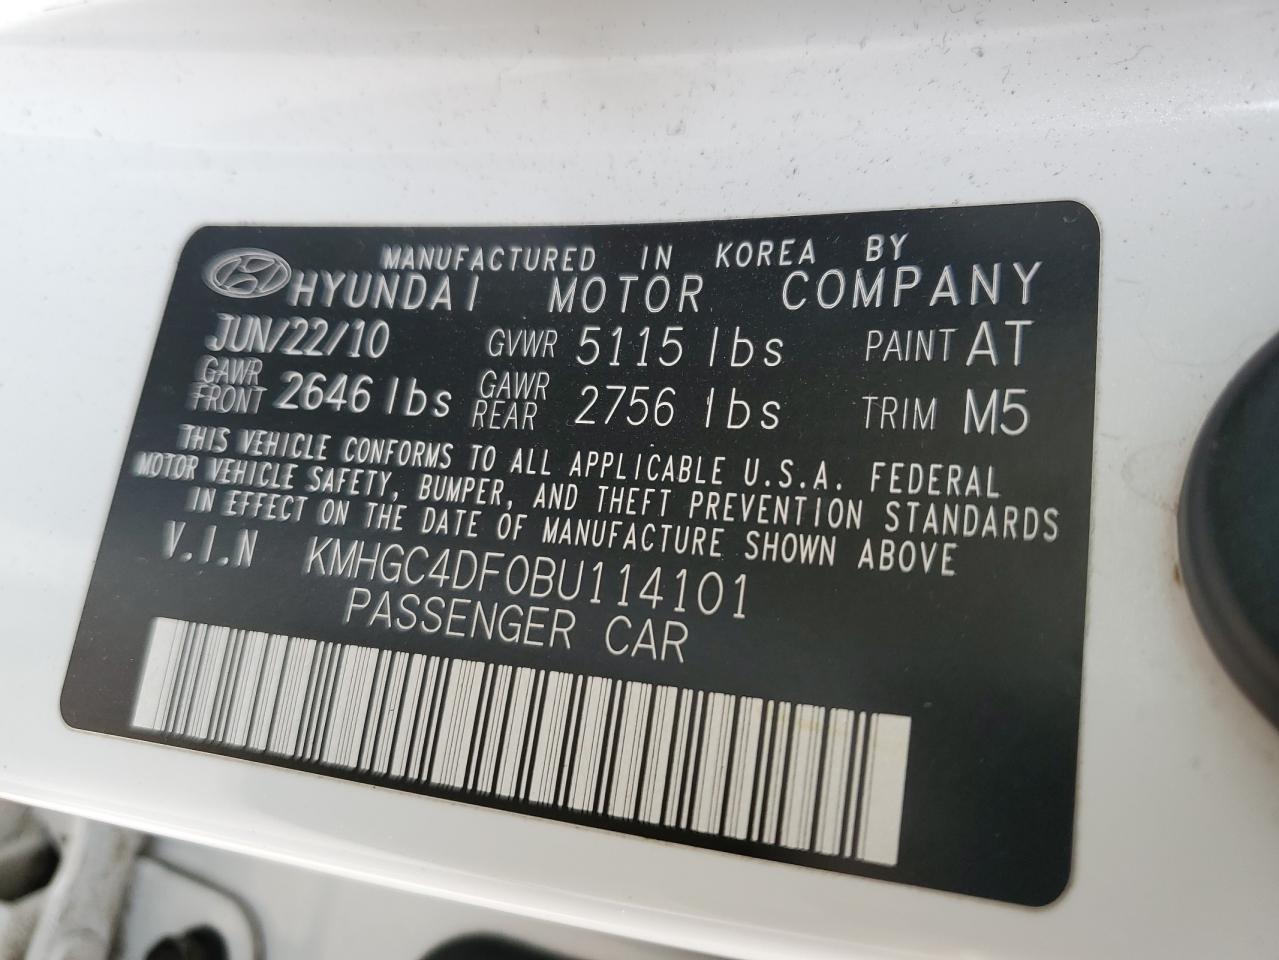 MANUFACTURED IN KOREA BY
HYUNDAI MOTOR COMPANY
JUN/22/10 GVWR 5115 lbs PAINT AT
GAWR FRONT 2646 lbs GAWR REAR 2756 lbs TRIM M5
THIS VEHICLE CONFORMS TO ALL APPLICABLE U.S.A. FEDERAL
MOTOR VEHICLE SAFETY, BUMPER, AND THEFT PREVENTION STANDARDS
IN EFFECT ON THE DATE OF MANUFACTURE SHOWN ABOVE
V.I.N KMHGC4DF0BU114101
PASSENGER CAR